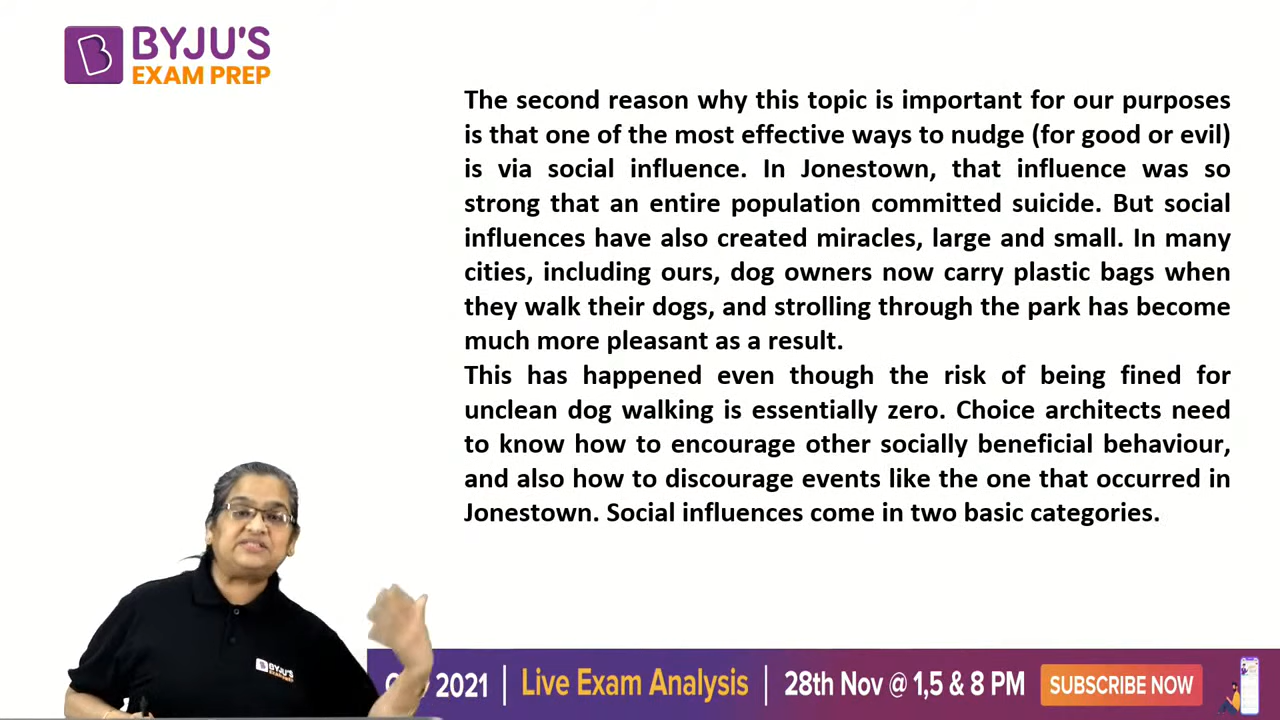 BYJU'S
EXAM PREP
The second reason why this topic is important for our purposes
is that one of the most effective ways to nudge (for good or evil)
is via social influence. In Jonestown, that influence was so
strong that an entire population committed suicide. But social
influences have also created miracles, large and small. In many
cities, including ours, dog owners now carry plastic bags when
they walk their dogs, and strolling through the park has become
much more pleasant as a result.
This has happened even though the risk of being fined for
unclean dog walking is essentially zero. Choice architects need
to know how to encourage other socially beneficial behaviour,
and also how to discourage events like the one that occurred in
Jonestown. Social influences come in two basic categories.
BYJU'S
EXAM PREP
2021 | Live Exam Analysis | 28th Nov @ 1,5 & 8 PM SUBSCRIBE NOW